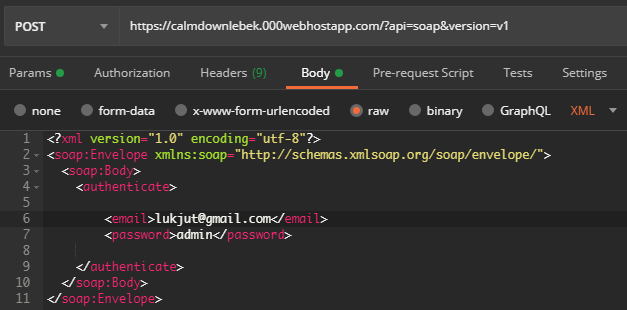 POST https://calmdownlebek.000webhostapp.com/?api=soap&version=v1
Params Authorization Headers (9) Body Pre-request Script Tests Settings
none form-data x-www-form-urlencoded raw binary GraphQL XML
1 <?xml version="1.0" encoding="utf-8"?>
2 <soap:Envelope xmlns:soap="http://schemas.xmlsoap.org/soap/envelope/">
3 <soap:Body>
4 <authenticate>
5
6 <email>lukjut@gmail.com</email>
7 <password>admin</password>
8
9 </authenticate>
10 </soap:Body>
11 </soap:Envelope>